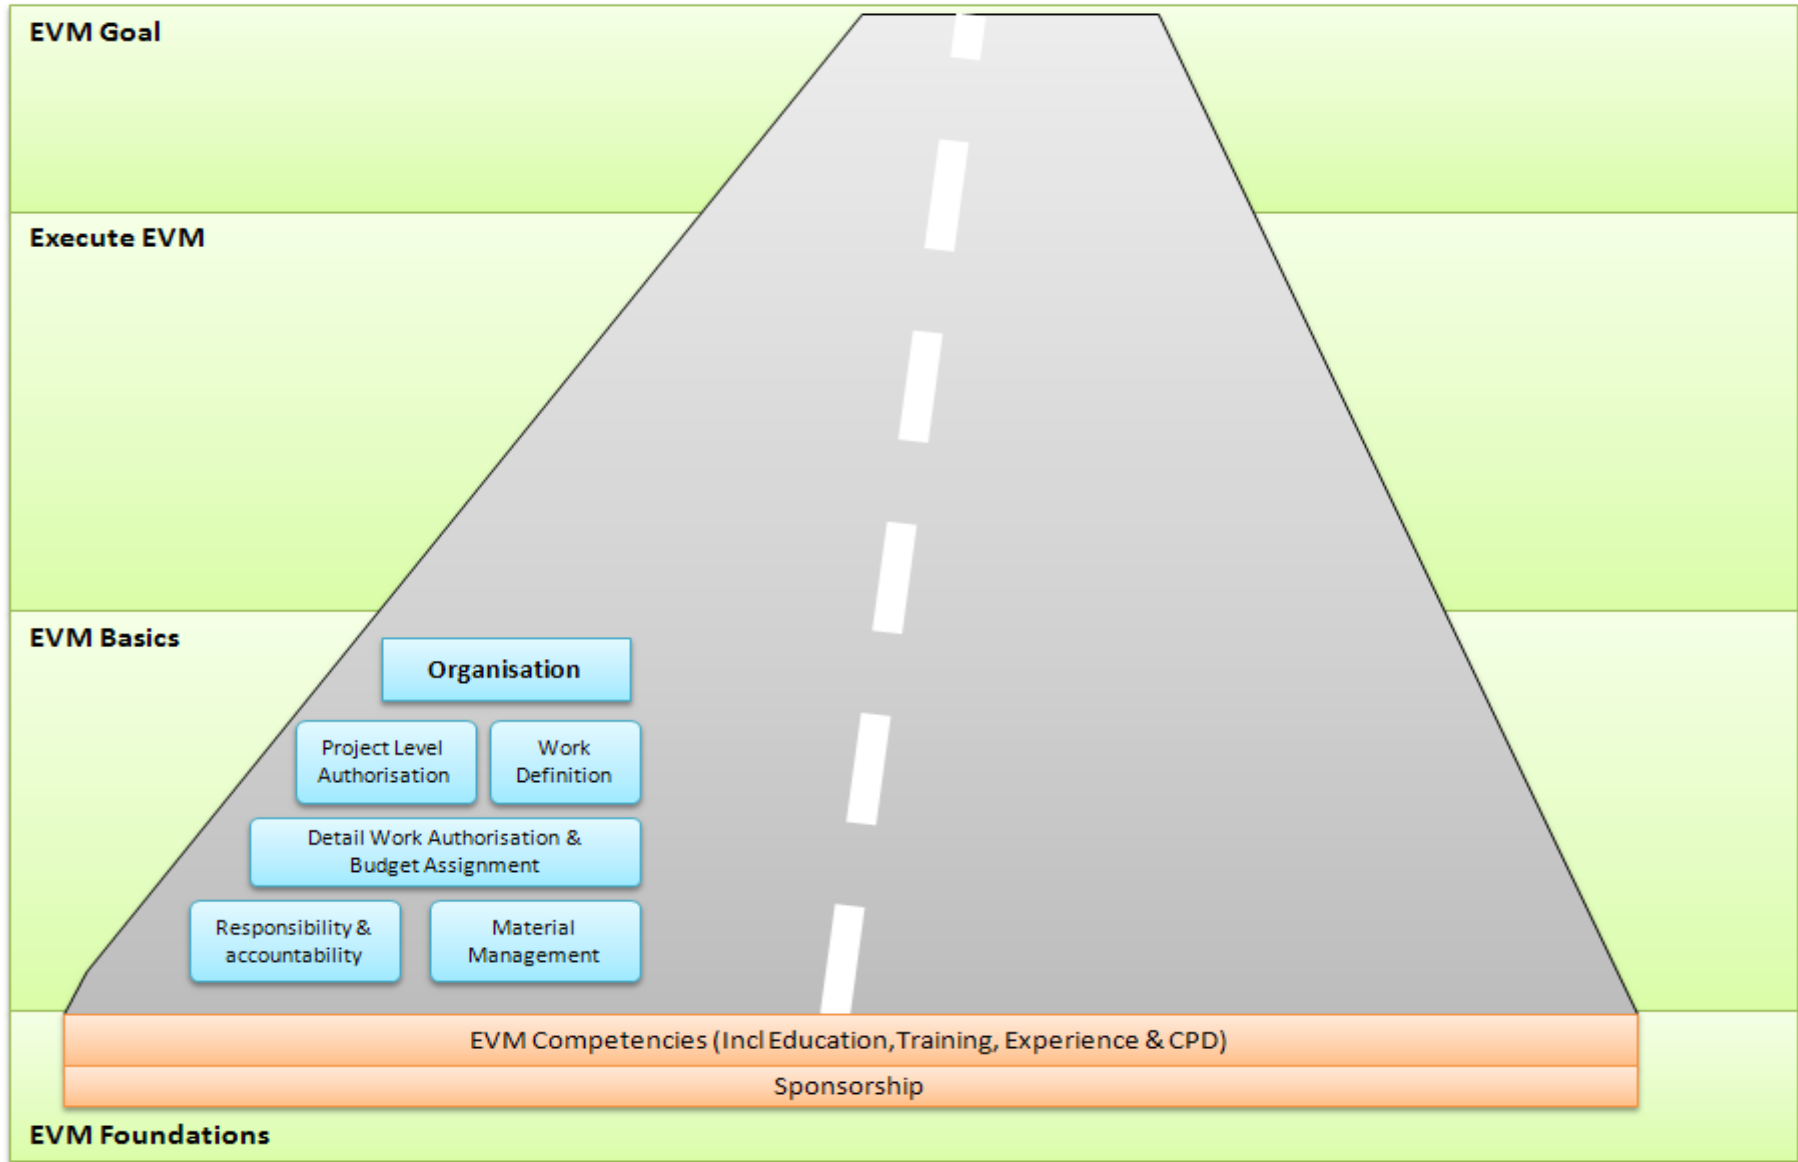 EVM Goal
Execute EVM
EVM Basics
Organisation
Project Level
Authorisation
Work
Definition
Detail Work Authorisation &
Budget Assignment
Responsibility &
accountability
Material
Management
EVM Competencies (Incl Education, Training, Experience & CPD)
Sponsorship
EVM Foundations